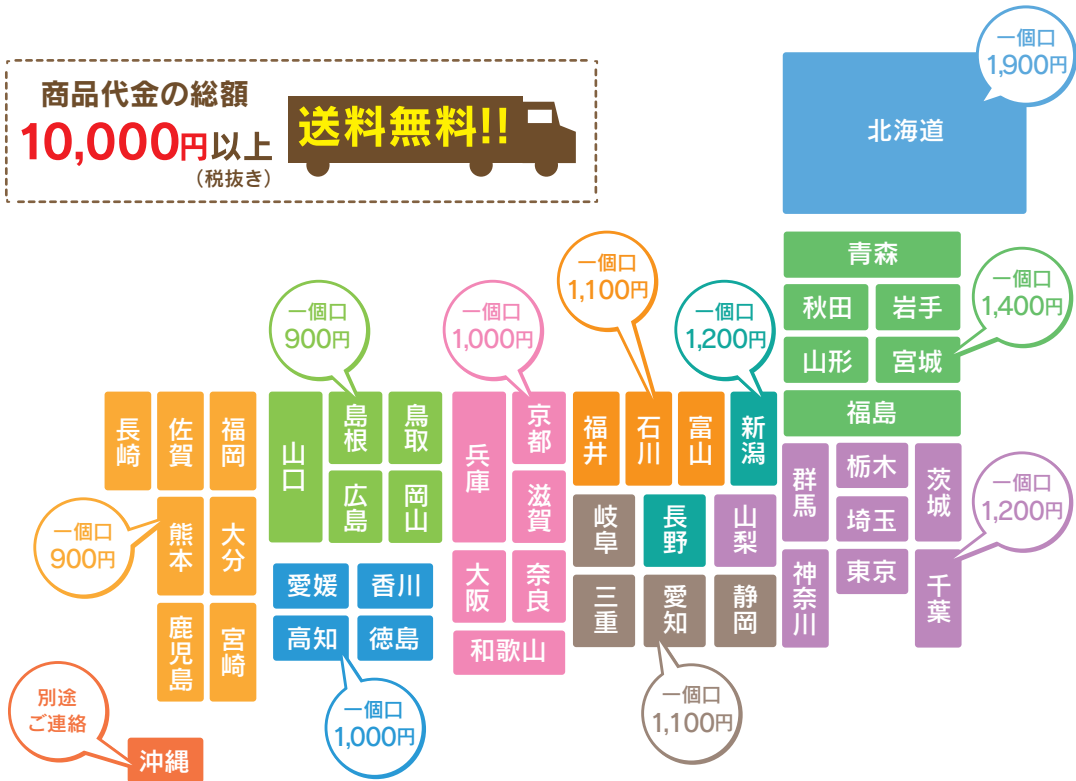 商品代金の総額
10,000円以上
(税抜き)
送料無料!!
一個口
1,900円
北海道
青森
秋田
岩手
山形
宮城
福島
一個口
1,400円
一個口
1,100円
一個口
1,200円
一個口
1,000円
一個口
900円
長崎
佐賀
福岡
熊本
大分
鹿児島
宮崎
一個口
900円
山口
島根
鳥取
広島
岡山
兵庫
京都
滋賀
大阪
奈良
和歌山
福井
石川
富山
新潟
岐阜
長野
山梨
三重
愛知
静岡
群馬
栃木
茨城
埼玉
神奈川
東京
千葉
一個口
1,200円
愛媛
香川
高知
徳島
一個口
1,000円
一個口
1,100円
別途
ご連絡
沖縄